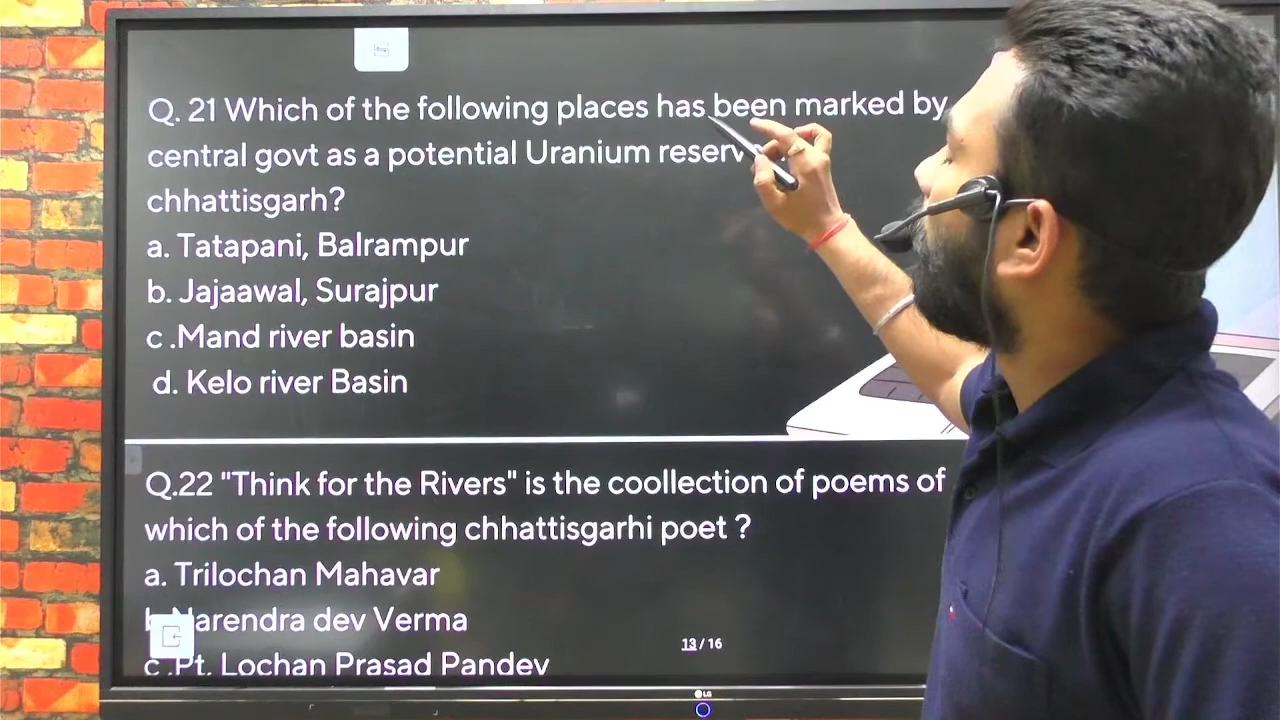 Q. 21 Which of the following places has been marked by
central govt as a potential Uranium
chhattisgarh?
a. Tatapani, Balrampur
b. Jajaawal, Surajpur
c .Mand river basin
d. Kelo river Basin
Q.22 "Think for the Rivers" is the coollection of poems of
which of the following chhattisgarhi poet ?
a. Trilochan Mahavar
dev Verma
c .Pt. Lochan Prasad Pandey
13 / 16
LG